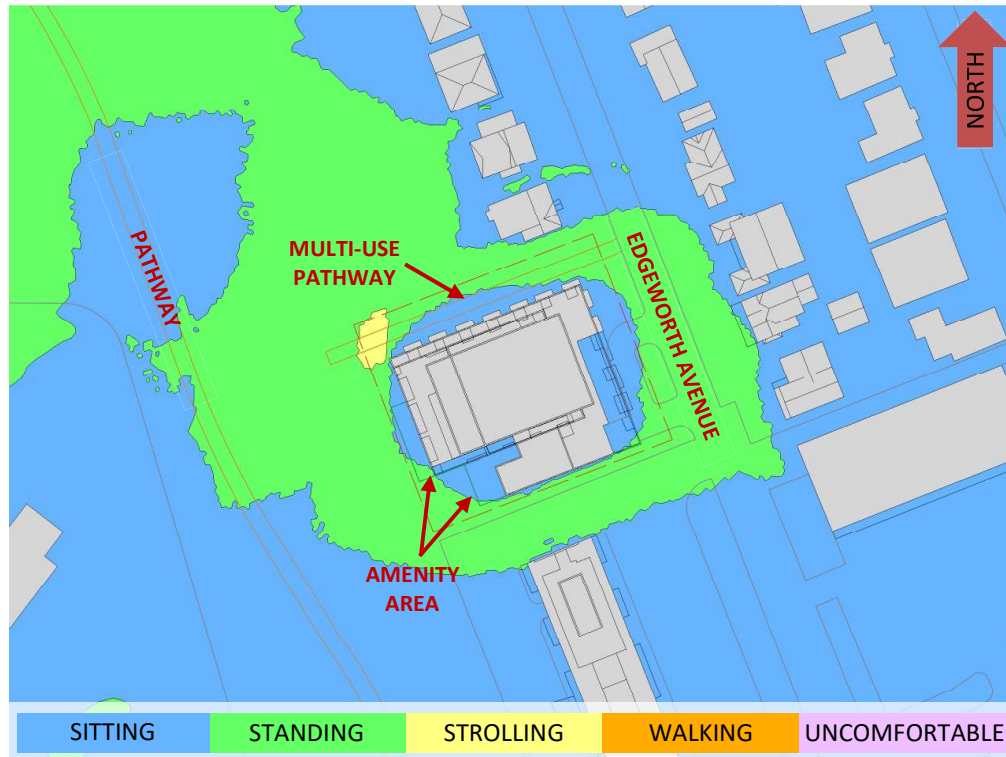 NORTH
MULTI-USE
PATHWAY
PATHWAY
EDGEWORTH AVENUE
AMENITY
AREA
SITTING
STANDING
STROLLING
WALKING
UNCOMFORTABLE